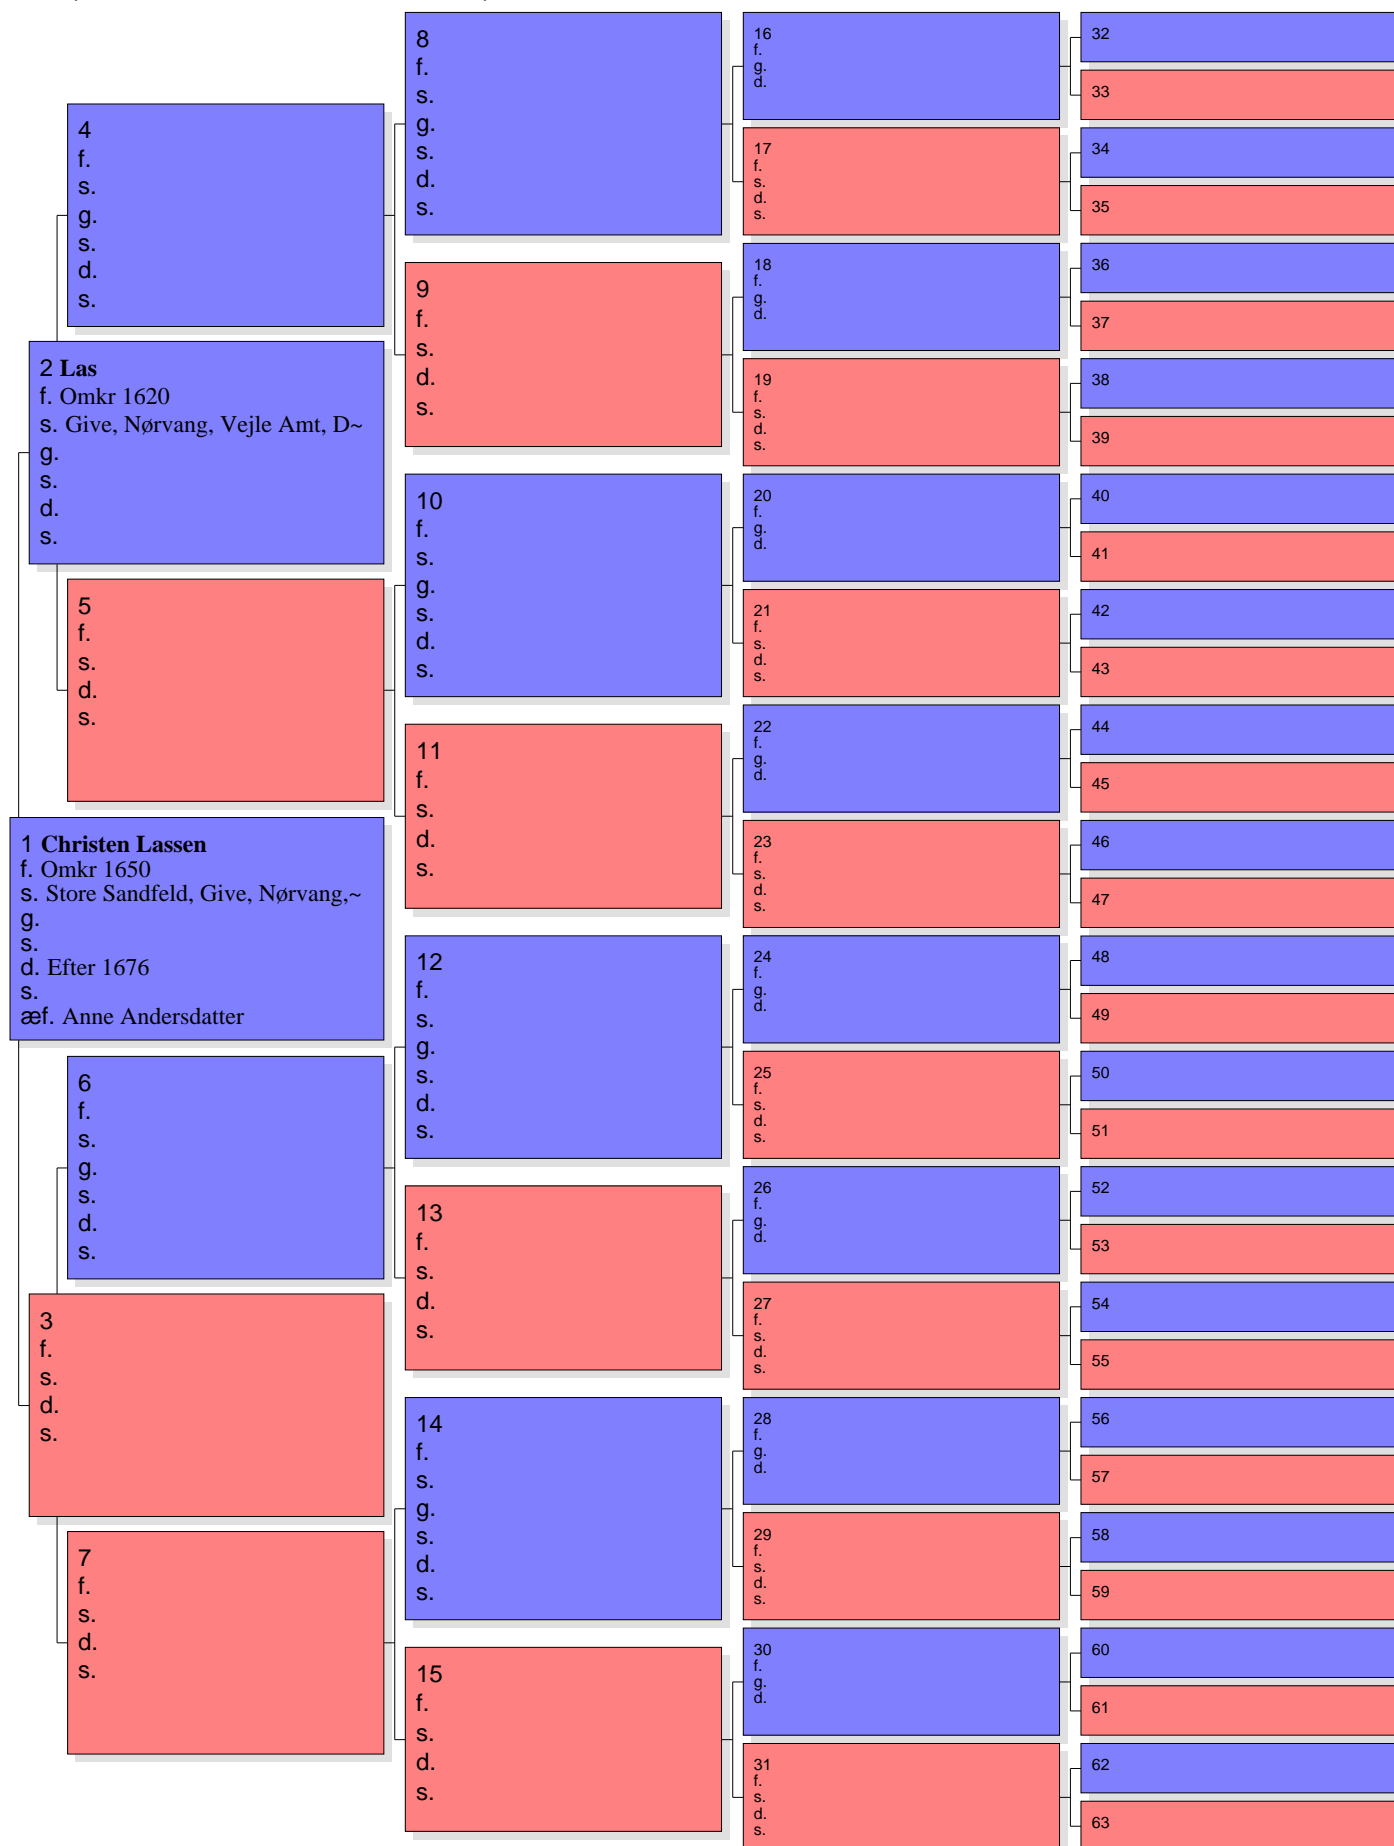 1 Christen Lassen
f. Omkr 1650
s. Store Sandfeld, Give, Nørvang,~
g.
s.
d. Efter 1676
s.
æf. Anne Andersdatter
2 Las
f. Omkr 1620
s. Give, Nørvang, Vejle Amt, D~
g.
s.
d.
s.
3
f.
s.
d.
s.
4
f.
s.
g.
s.
d.
s.
5
f.
s.
d.
s.
6
f.
s.
g.
s.
d.
s.
7
f.
s.
d.
s.
8
f.
s.
g.
s.
d.
s.
9
f.
s.
d.
s.
10
f.
s.
g.
s.
d.
s.
11
f.
s.
d.
s.
12
f.
s.
g.
s.
d.
s.
13
f.
s.
d.
s.
14
f.
s.
g.
s.
d.
s.
15
f.
s.
d.
s.
16
f.
g.
d.
17
f.
s.
d.
s.
18
f.
g.
d.
19
f.
s.
d.
s.
20
f.
g.
d.
21
f.
s.
d.
s.
22
f.
g.
d.
23
f.
s.
d.
s.
24
f.
g.
d.
25
f.
s.
d.
s.
26
f.
g.
d.
27
f.
s.
d.
s.
28
f.
g.
d.
29
f.
s.
d.
s.
30
f.
g.
d.
31
f.
s.
d.
s.
32
33
34
35
36
37
38
39
40
41
42
43
44
45
46
47
48
49
50
51
52
53
54
55
56
57
58
59
60
61
62
63